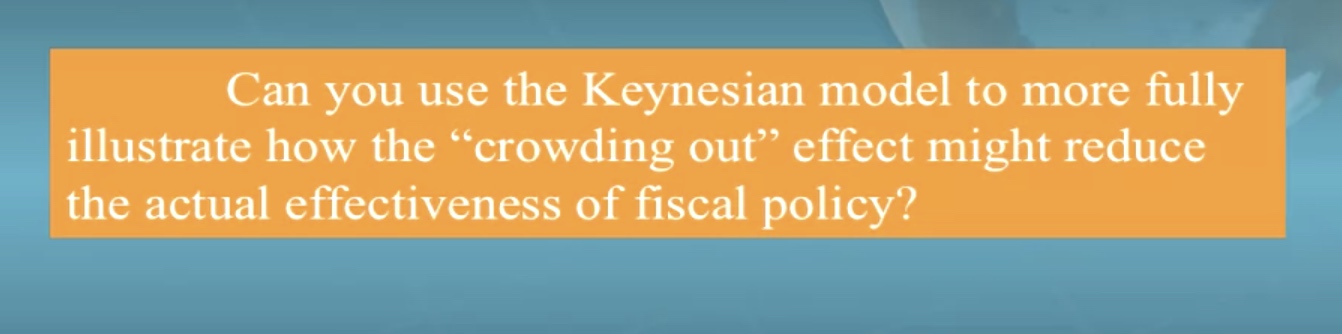 Can you use the Keynesian model to more fully
illustrate how the “crowding out” effect might reduce
the actual effectiveness of fiscal policy?